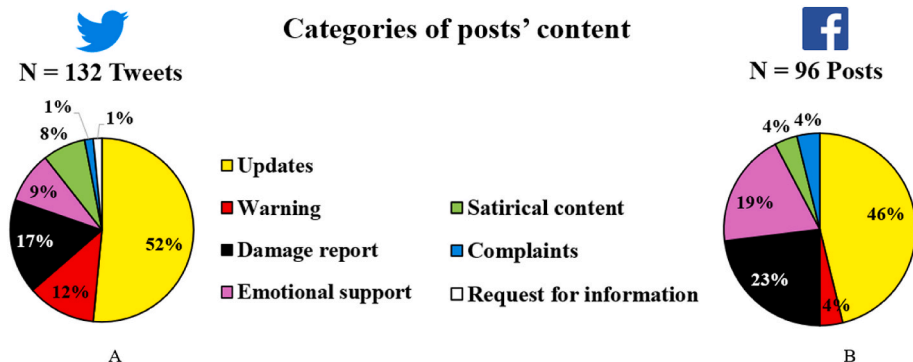 Categories of posts' content
N = 132 Tweets
N = 96 Posts
1%
1%
8%
9%
17%
12%
52%
Updates
Warning
Damage report
Emotional support
Satirical content
Complaints
Request for information
4%
4%
19%
46%
23%
4%
A
B